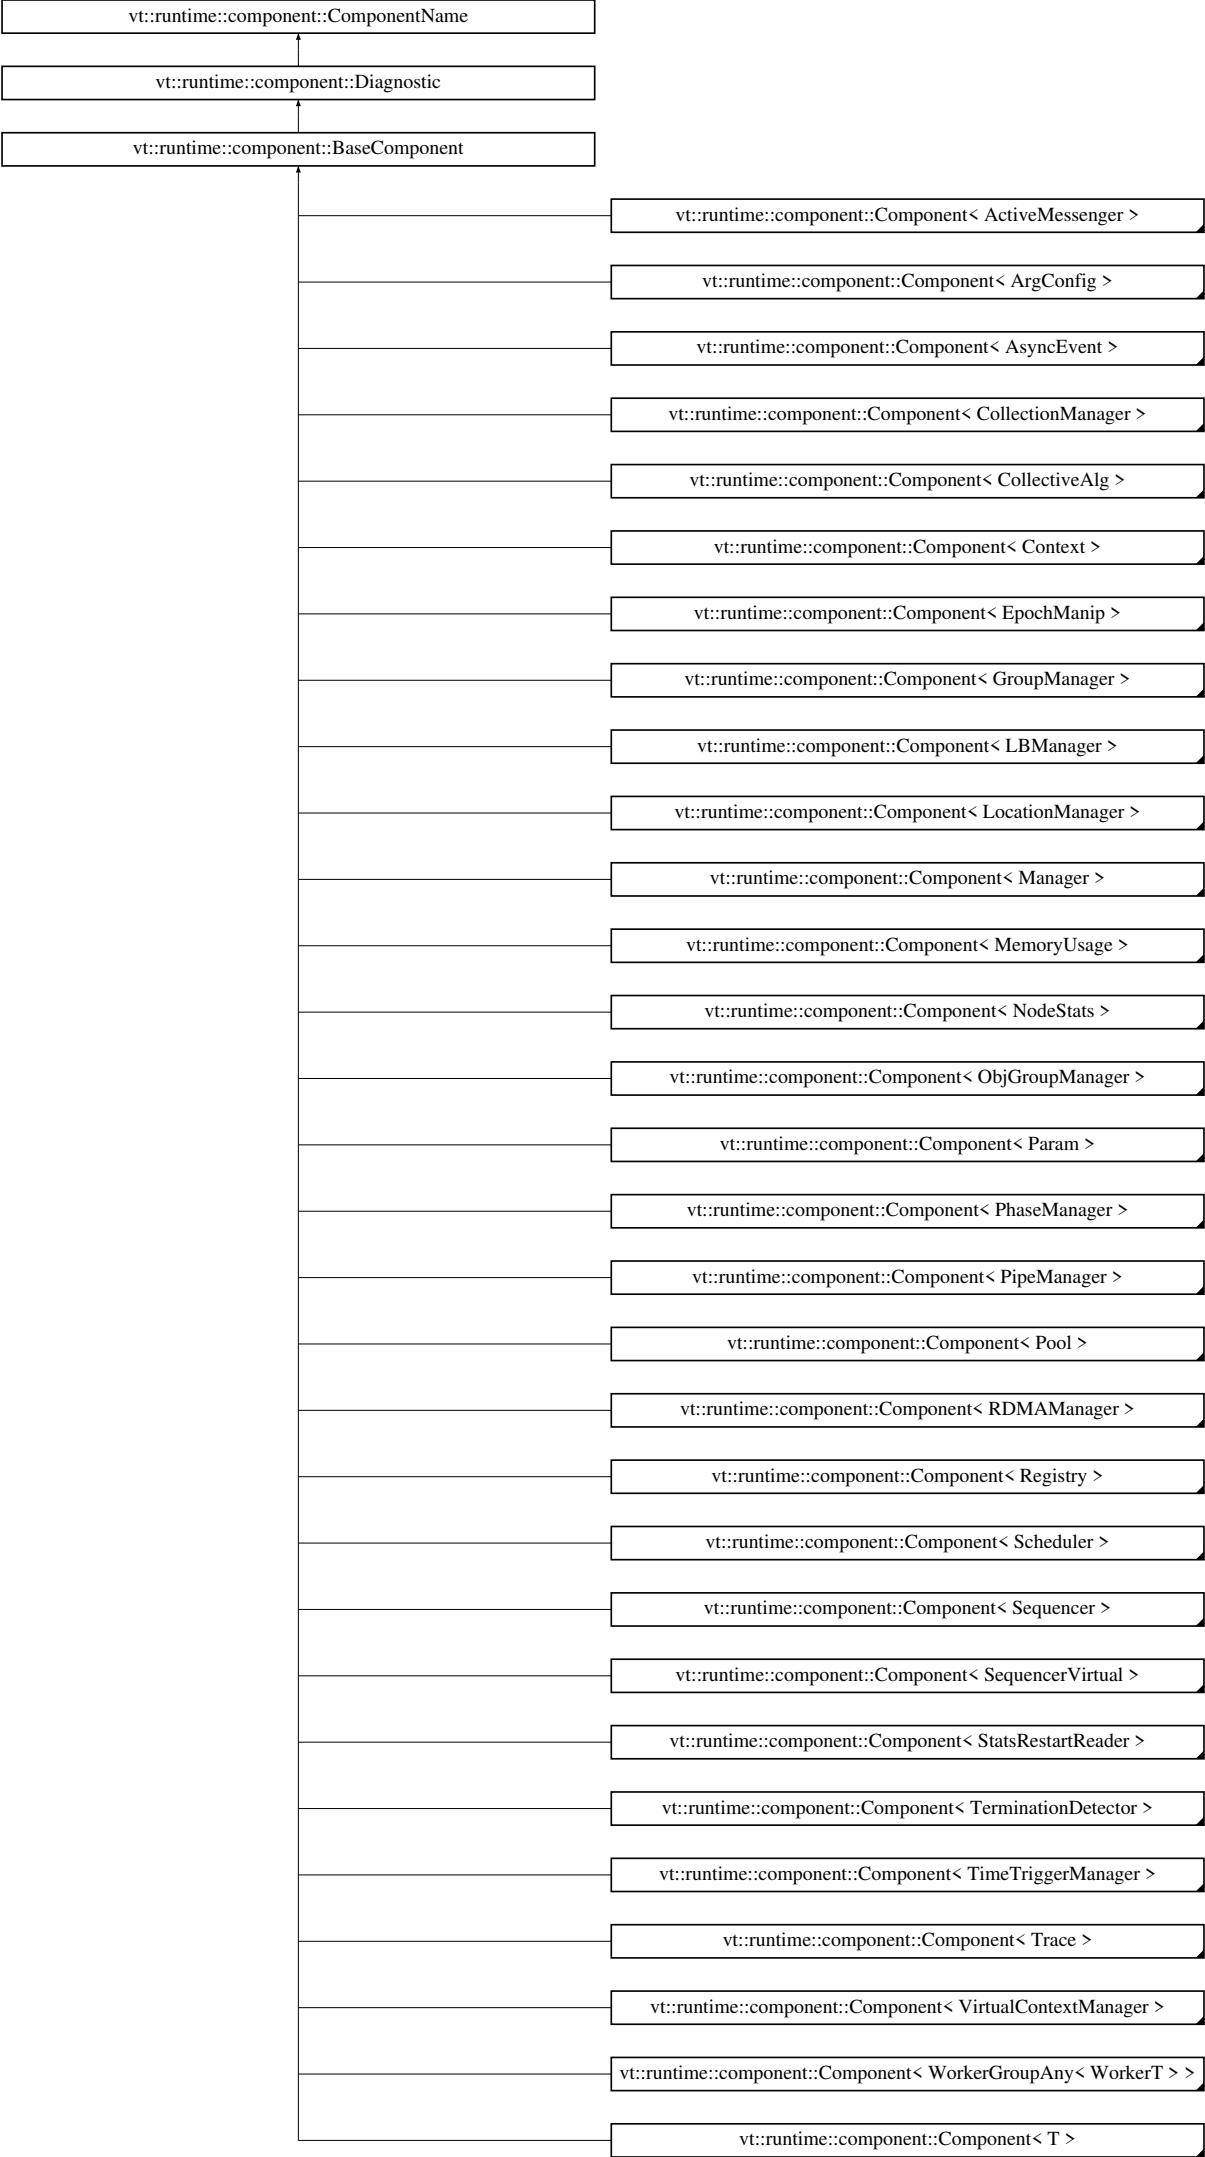 vt::runtime::component::ComponentName
vt::runtime::component::Diagnostic
vt::runtime::component::BaseComponent
vt::runtime::component::Component< ActiveMessenger >
vt::runtime::component::Component< ArgConfig >
vt::runtime::component::Component< AsyncEvent >
vt::runtime::component::Component< CollectionManager >
vt::runtime::component::Component< CollectiveAlg >
vt::runtime::component::Component< Context >
vt::runtime::component::Component< EpochManip >
vt::runtime::component::Component< GroupManager >
vt::runtime::component::Component< LBManager >
vt::runtime::component::Component< LocationManager >
vt::runtime::component::Component< Manager >
vt::runtime::component::Component< MemoryUsage >
vt::runtime::component::Component< NodeStats >
vt::runtime::component::Component< ObjGroupManager >
vt::runtime::component::Component< Param >
vt::runtime::component::Component< PhaseManager >
vt::runtime::component::Component< PipeManager >
vt::runtime::component::Component< Pool >
vt::runtime::component::Component< RDMAManager >
vt::runtime::component::Component< Registry >
vt::runtime::component::Component< Scheduler >
vt::runtime::component::Component< Sequencer >
vt::runtime::component::Component< SequencerVirtual >
vt::runtime::component::Component< StatsRestartReader >
vt::runtime::component::Component< TerminationDetector >
vt::runtime::component::Component< TimeTriggerManager >
vt::runtime::component::Component< Trace >
vt::runtime::component::Component< VirtualContextManager >
vt::runtime::component::Component< WorkerGroupAny< WorkerT > >
vt::runtime::component::Component< T >